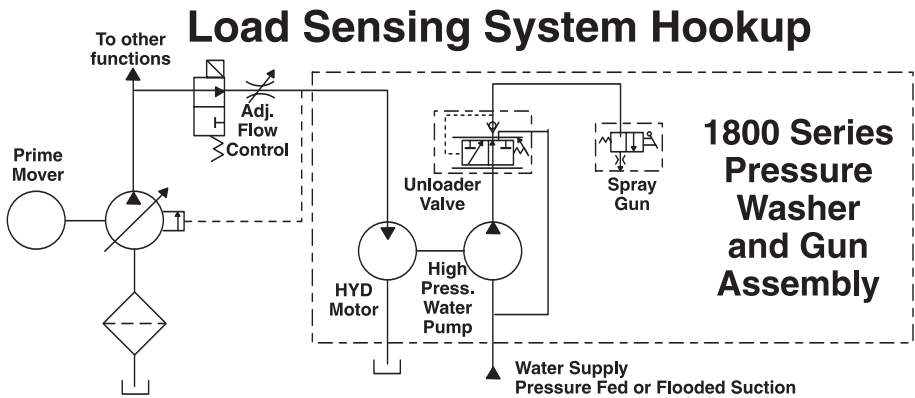 Load Sensing System Hookup
To other
functions
Adj.
Flow
Control
Prime
Mover
Unloader
Valve
Spray
Gun
1800 Series
Pressure
Washer
and Gun
Assembly
HYD
Motor
High
Press.
Water
Pump
Water Supply
Pressure Fed or Flooded Suction